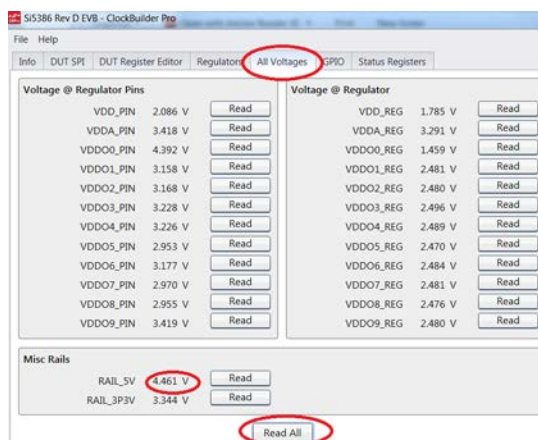 Si5386 Rev D EVB - ClockBuilder Pro
File Help
Info DUT SPI DUT Register Editor Regulators All Voltages GPIO Status Registers
Voltage @ Regulator Pins
VDD_PIN 2.086 V Read
VDDA_PIN 3.418 V Read
VDDO0_PIN 4.392 V Read
VDDO1_PIN 3.158 V Read
VDDO2_PIN 3.168 V Read
VDDO3_PIN 3.228 V Read
VDDO4_PIN 3.226 V Read
VDDO5_PIN 2.953 V Read
VDDO6_PIN 3.177 V Read
VDDO7_PIN 2.970 V Read
VDDO8_PIN 2.955 V Read
VDDO9_PIN 3.419 V Read
Voltage @ Regulator
VDD_REG 1.785 V Read
VDDA_REG 3.291 V Read
VDDO0_REG 1.459 V Read
VDDO1_REG 2.481 V Read
VDDO2_REG 2.480 V Read
VDDO3_REG 2.496 V Read
VDDO4_REG 2.489 V Read
VDDO5_REG 2.470 V Read
VDDO6_REG 2.484 V Read
VDDO7_REG 2.481 V Read
VDDO8_REG 2.476 V Read
VDDO9_REG 2.480 V Read
Misc Rails
RAIL_5V 4.461 V Read
RAIL_3P3V 3.344 V Read
Read All